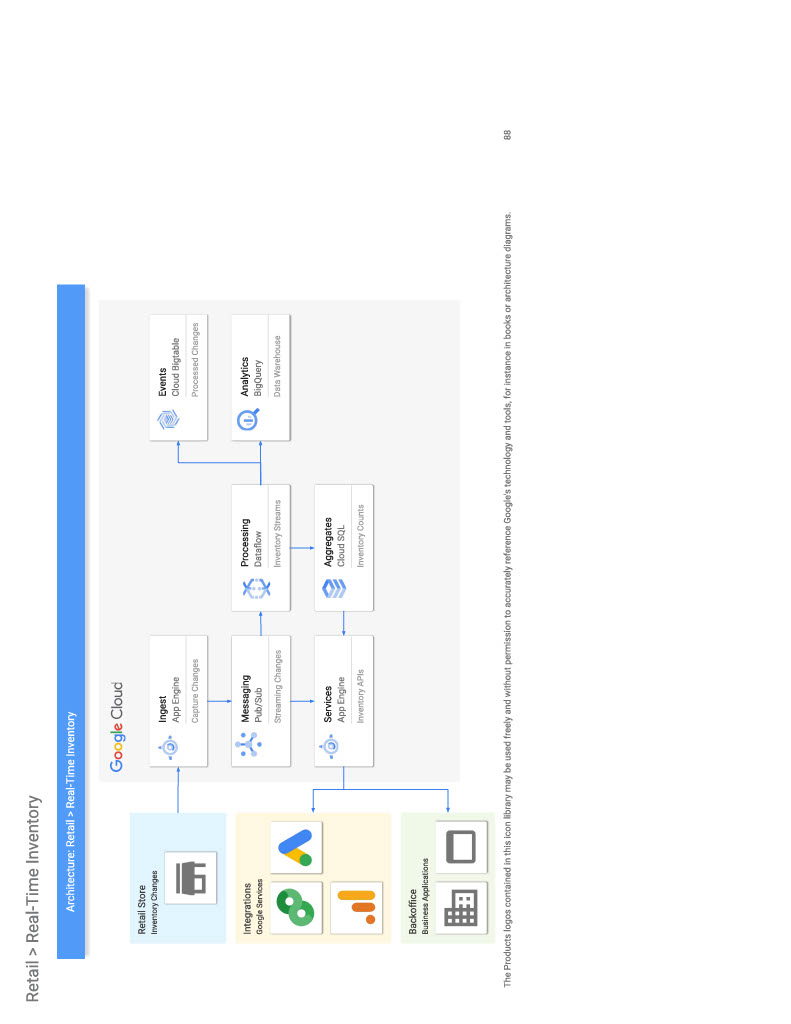 Retail > Real-Time Inventory
Architecture: Retail > Real-Time Inventory
Google Cloud
Retail Store
Inventory Changes
Integrations
Google Services
Backoffice
Business Applications
Ingest
App Engine
Capture Changes
Messaging
Pub/Sub
Streaming Changes
Services
App Engine
Inventory APIs
Processing
Dataflow
Inventory Streams
Aggregates
Cloud SQL
Inventory Counts
Events
Cloud Bigtable
Processed Changes
Analytics
BigQuery
Data Warehouse
The Products logos contained in this icon library may be used freely and without permission to accurately reference Google's technology and tools, for instance in books or architecture diagrams.
88